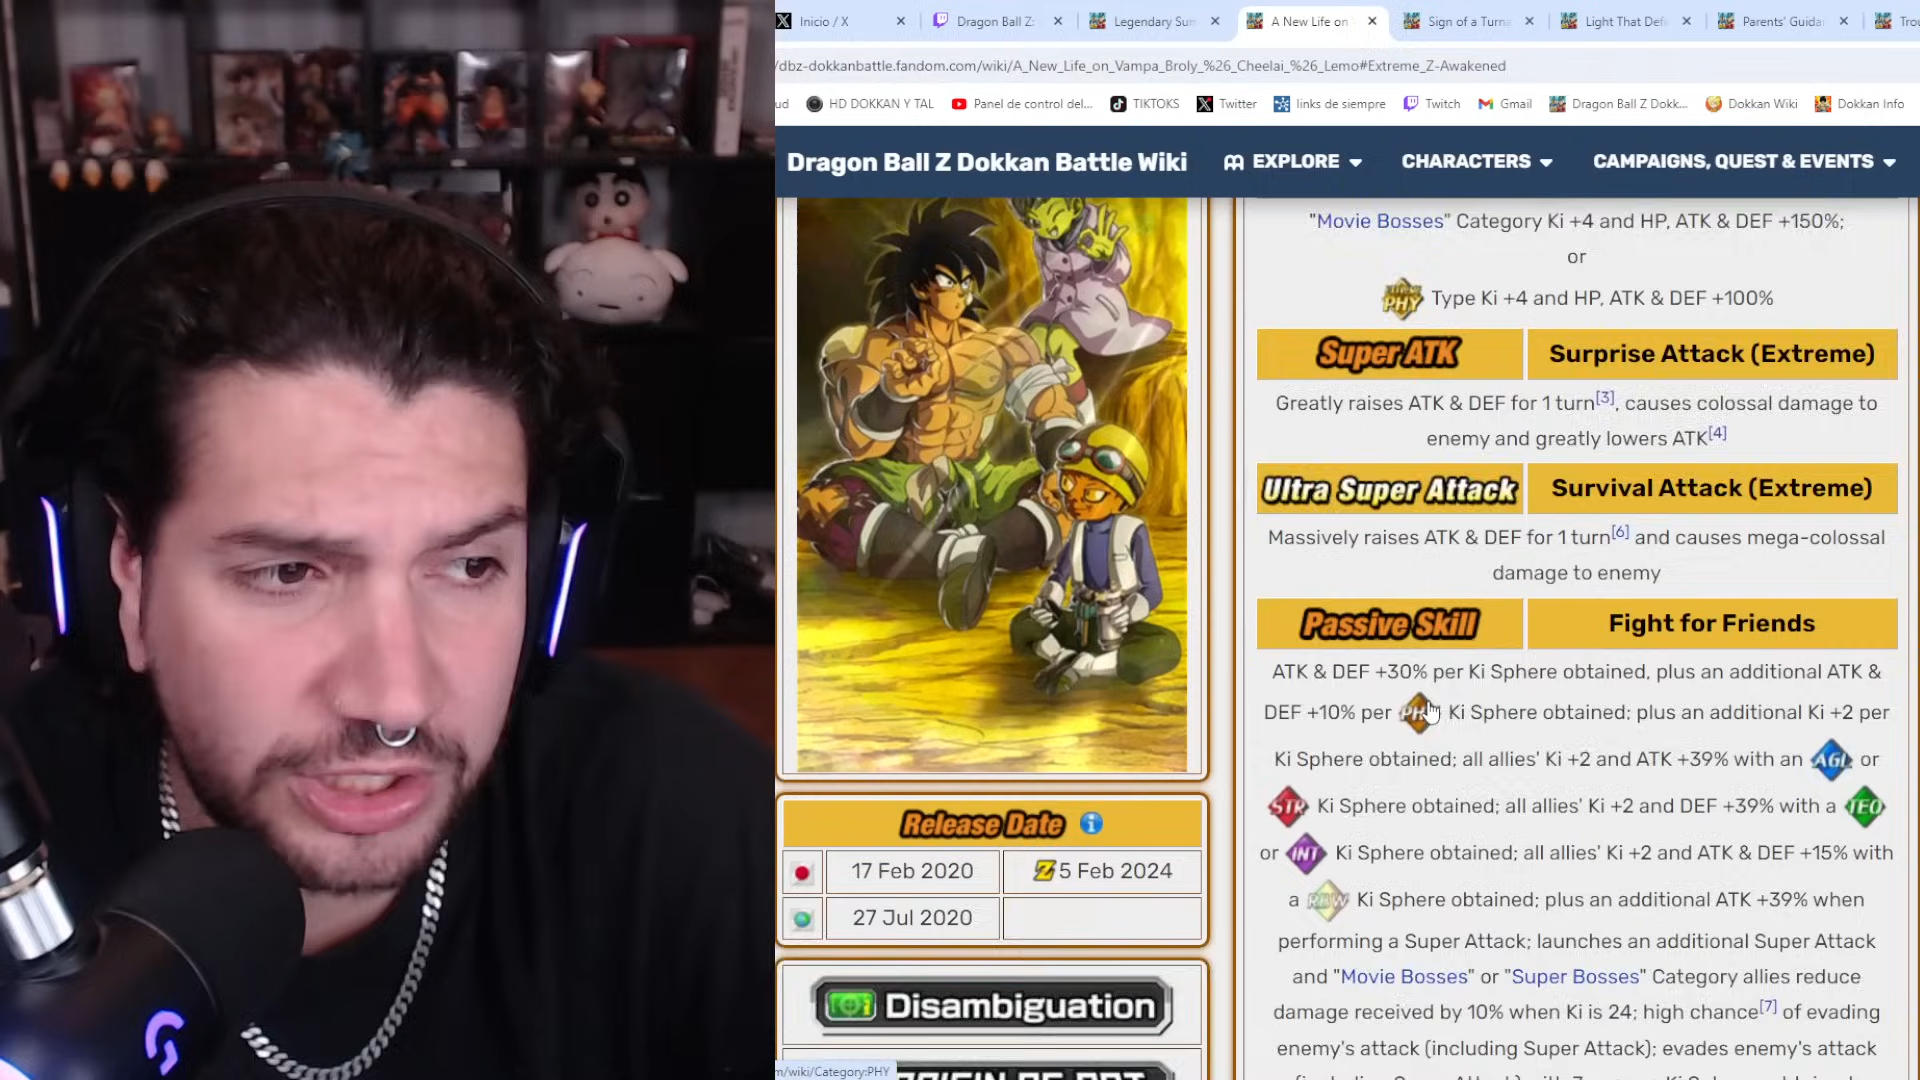 Inicio / X
Dragon Ball Z:
Legendary Sum
A New Life on
Sign of a Turna
Light That Defi
Parents' Guida
Trou
/dbz-dokkanbattle.fandom.com/wiki/A_New_Life_on_Vampa_Broly_%26_Cheelai_%26_Lemo#Extreme_Z-Awakened
ud HD DOKKAN Y TAL Panel de control del... TIKTOKS Twitter links de siempre Twitch Gmail Dragon Ball Z Dokk... Dokkan Wiki Dokkan Info
Dragon Ball Z Dokkan Battle Wiki EXPLORE CHARACTERS CAMPAIGNS, QUEST & EVENTS
"Movie Bosses" Category Ki +4 and HP, ATK & DEF +150%;
or
PHY Type Ki +4 and HP, ATK & DEF +100%
Super ATK Surprise Attack (Extreme)
Greatly raises ATK & DEF for 1 turn[3], causes colossal damage to
enemy and greatly lowers ATK[4]
Ultra Super Attack Survival Attack (Extreme)
Massively raises ATK & DEF for 1 turn[6] and causes mega-colossal
damage to enemy
Passive Skill Fight for Friends
ATK & DEF +30% per Ki Sphere obtained, plus an additional ATK &
DEF +10% per PHY Ki Sphere obtained; plus an additional Ki +2 per
Ki Sphere obtained; all allies' Ki +2 and ATK +39% with an AGL or
STR Ki Sphere obtained; all allies' Ki +2 and DEF +39% with a TEQ
or INT Ki Sphere obtained; all allies' Ki +2 and ATK & DEF +15% with
a RBW Ki Sphere obtained; plus an additional ATK +39% when
performing a Super Attack; launches an additional Super Attack
and "Movie Bosses" or "Super Bosses" Category allies reduce
damage received by 10% when Ki is 24; high chance[7] of evading
enemy's attack (including Super Attack); evades enemy's attack
Release Date
17 Feb 2020 Z 5 Feb 2024
27 Jul 2020
Disambiguation
m/wiki/Category:PHY